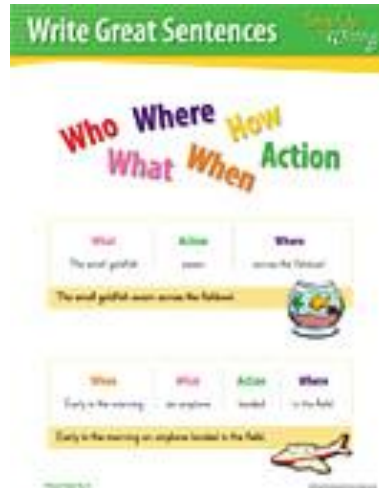 Write Great Sentences
Who Where How
What When Action
What Action Where
The small goldfish swam across the fishbowl
The small goldfish swam across the fishbowl.
When What Action Where
Early in the morning an airplane landed in the field
Early in the morning an airplane landed in the field.